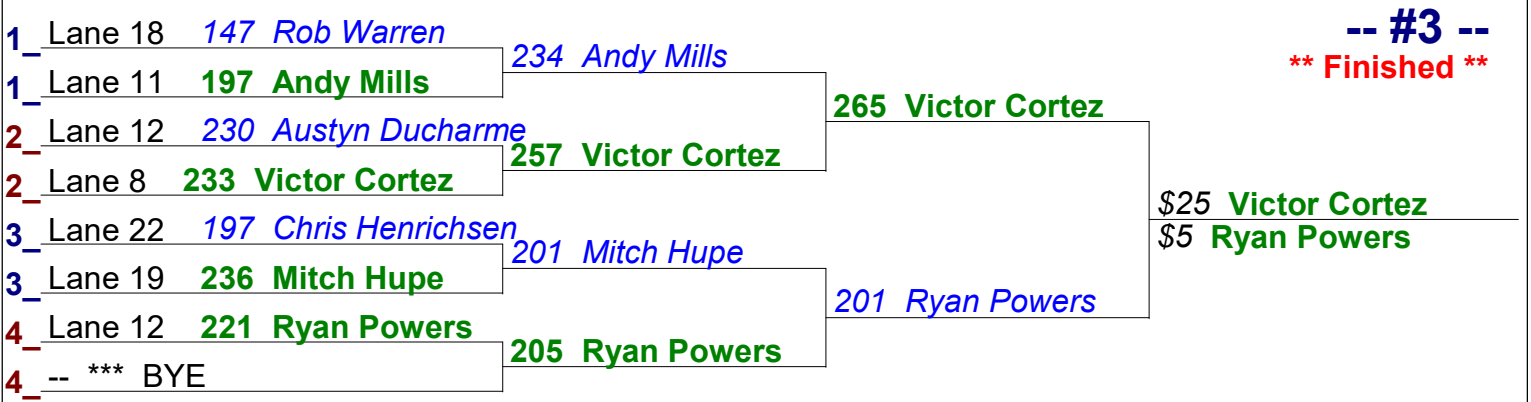 -- #3 --
** Finished **
1_ Lane 18 147 Rob Warren
234 Andy Mills
1_ Lane 11 197 Andy Mills
265 Victor Cortez
2_ Lane 12 230 Austyn Ducharme
257 Victor Cortez
2_ Lane 8 233 Victor Cortez
$25 Victor Cortez
$5 Ryan Powers
3_ Lane 22 197 Chris Henrichsen
201 Mitch Hupe
3_ Lane 19 236 Mitch Hupe
201 Ryan Powers
4_ Lane 12 221 Ryan Powers
205 Ryan Powers
4_ -- *** BYE